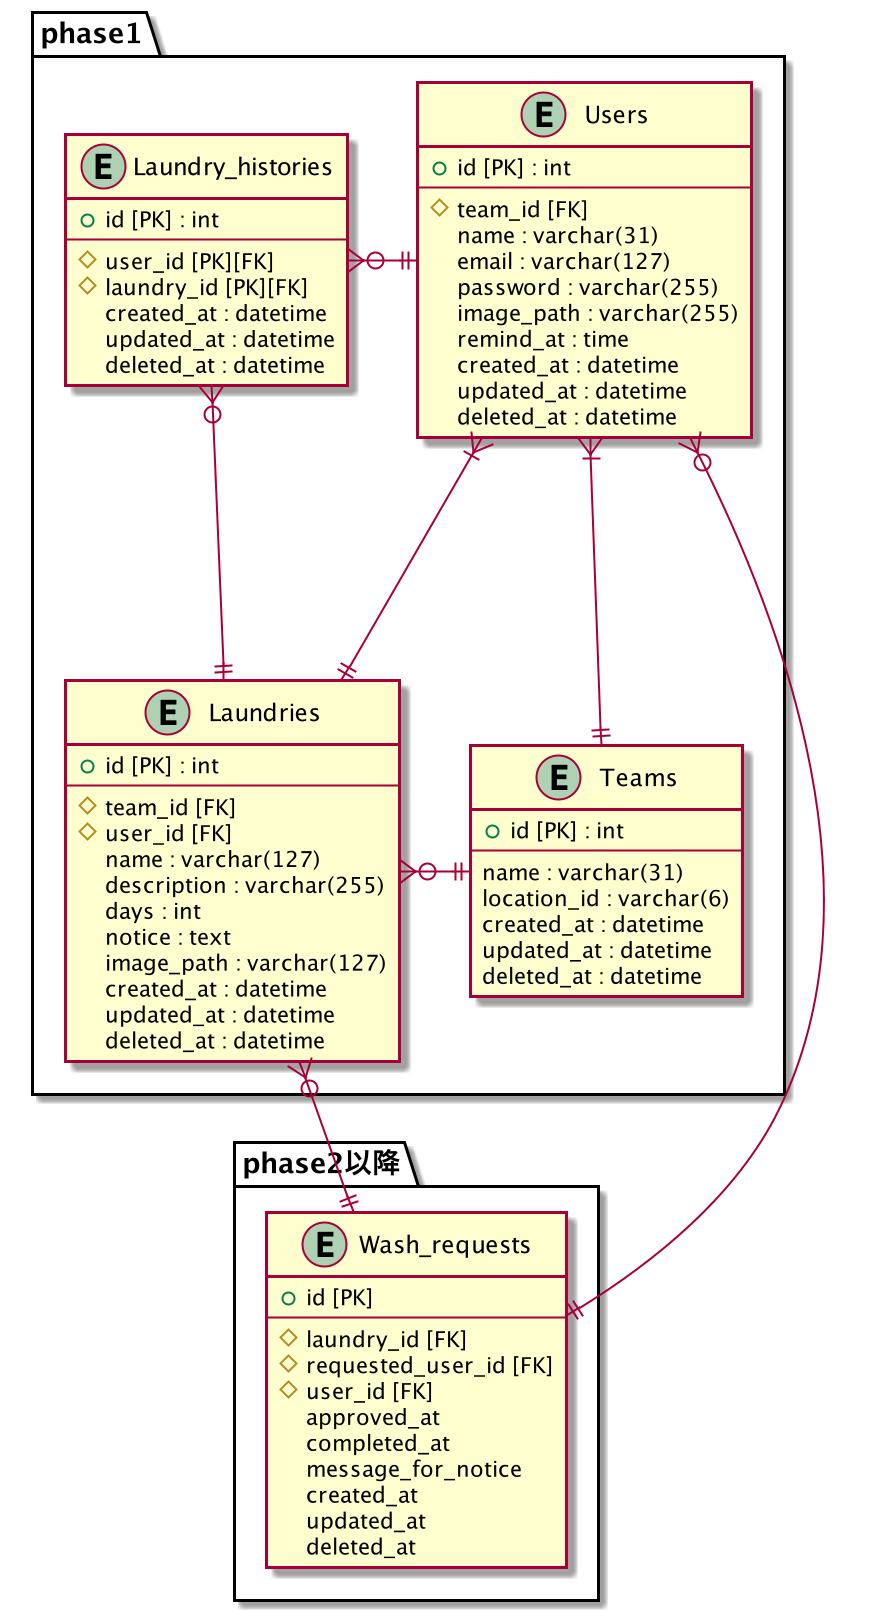 phase1
E Laundry_histories
id [PK] : int
user_id [PK][FK]
laundry_id [PK][FK]
created_at : datetime
updated_at : datetime
deleted_at : datetime
E Users
id [PK] : int
team_id [FK]
name : varchar(31)
email : varchar(127)
password : varchar(255)
image_path : varchar(255)
remind_at : time
created_at : datetime
updated_at : datetime
deleted_at : datetime
E Laundries
id [PK] : int
team_id [FK]
user_id [FK]
name : varchar(127)
description : varchar(255)
days : int
notice : text
image_path : varchar(127)
created_at : datetime
updated_at : datetime
deleted_at : datetime
E Teams
id [PK] : int
name : varchar(31)
location_id : varchar(6)
created_at : datetime
updated_at : datetime
deleted_at : datetime
phase2以降
E Wash_requests
id [PK]
laundry_id [FK]
requested_user_id [FK]
user_id [FK]
approved_at
completed_at
message_for_notice
created_at
updated_at
deleted_at